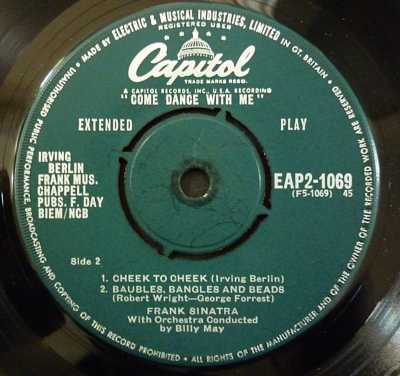 MADE BY ELECTRIC & MUSICAL INDUSTRIES, LIMITED IN GT. BRITAIN.
REGISTERED USER
Capitol
TRADE MARKS REGD.
A CAPITOL RECORDS, INC., U.S.A. RECORDING
"COME DANCE WITH ME"
EXTENDED PLAY
IRVING
BERLIN
FRANK MUS.
CHAPPELL
PUBS. F. DAY
BIEM/NCB
EAP2-1069
(F5-1069) 45
Side 2
1. CHEEK TO CHEEK (Irving Berlin)
2. BAUBLES, BANGLES AND BEADS
(Robert Wright-George Forrest)
FRANK SINATRA
With Orchestra Conducted
by Billy May
UNAUTHORISED PUBLIC PERFORMANCE, BROADCASTING AND COPYING OF THIS RECORD PROHIBITED • ALL RIGHTS OF THE MANUFACTURER AND OF THE OWNER OF THE RECORDED WORK ARE RESERVED